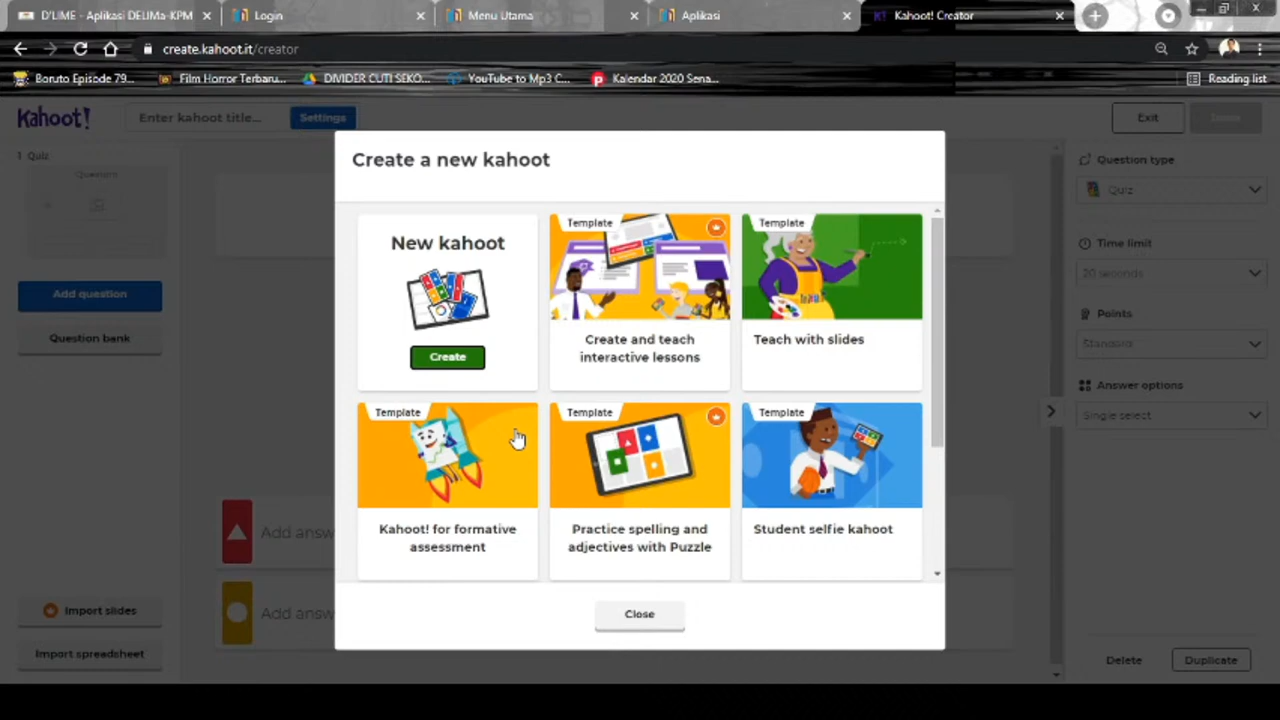 D'LIME - Aplikasi DELIMa-KPM
Login
Menu Utama
Aplikasi
Kahoot! Creator
create.kahoot.it/creator
Boruto Episode 79...
Film Horror Terbaru...
DIVIDER CUTI SEKO...
YouTube to Mp3 C...
Kalendar 2020 Sena...
Reading list
Kahoot!
Enter kahoot title...
Settings
Exit
Done
1 Quiz
Question
Add question
Question bank
Import slides
Import spreadsheet
Create a new kahoot
New kahoot
Create
Template
Create and teach
interactive lessons
Template
Teach with slides
Template
Kahoot! for formative
assessment
Template
Practice spelling and
adjectives with Puzzle
Template
Student selfie kahoot
Close
Add answ
Add answ
Question type
Quiz
Time limit
20 seconds
Points
Standard
Answer options
Single select
Delete
Duplicate